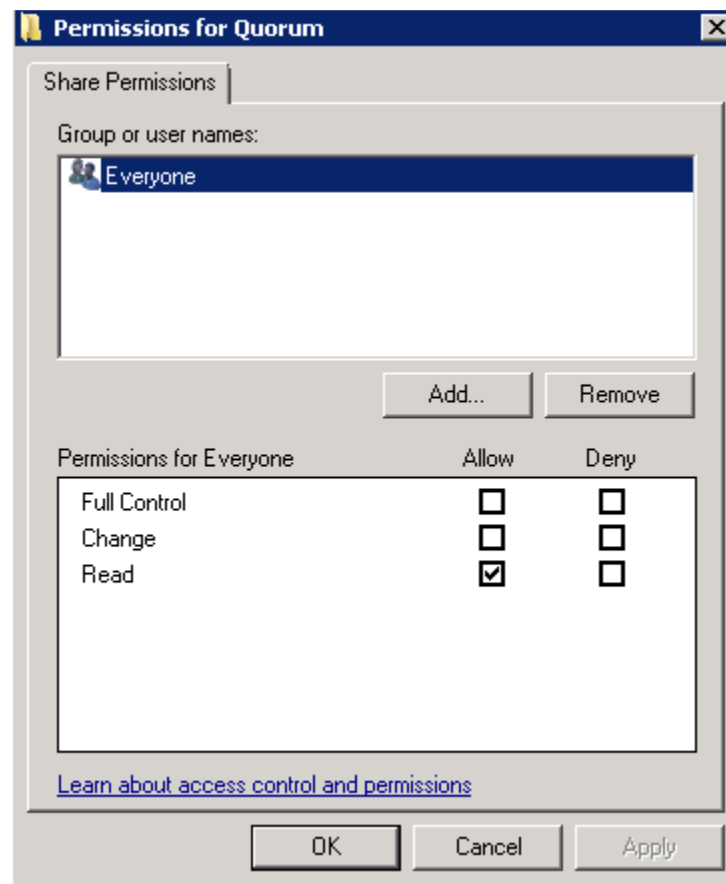 Permissions for Quorum
Share Permissions
Group or user names:
Everyone
Add...
Remove
Permissions for Everyone Allow Deny
Full Control
Change
Read
Learn about access control and permissions
OK
Cancel
Apply